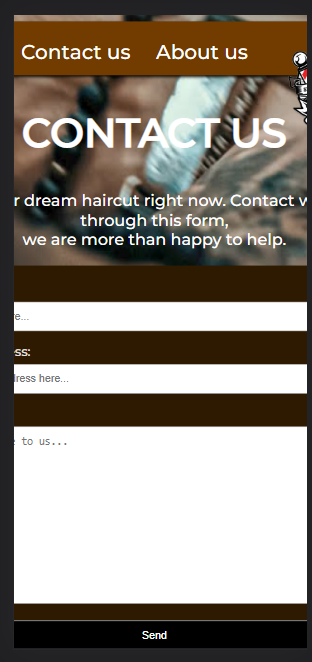 Contact us About us
CONTACT US
r dream haircut right now. Contact w
through this form,
we are more than happy to help.
re...
ess:
dress here...
e to us...
Send